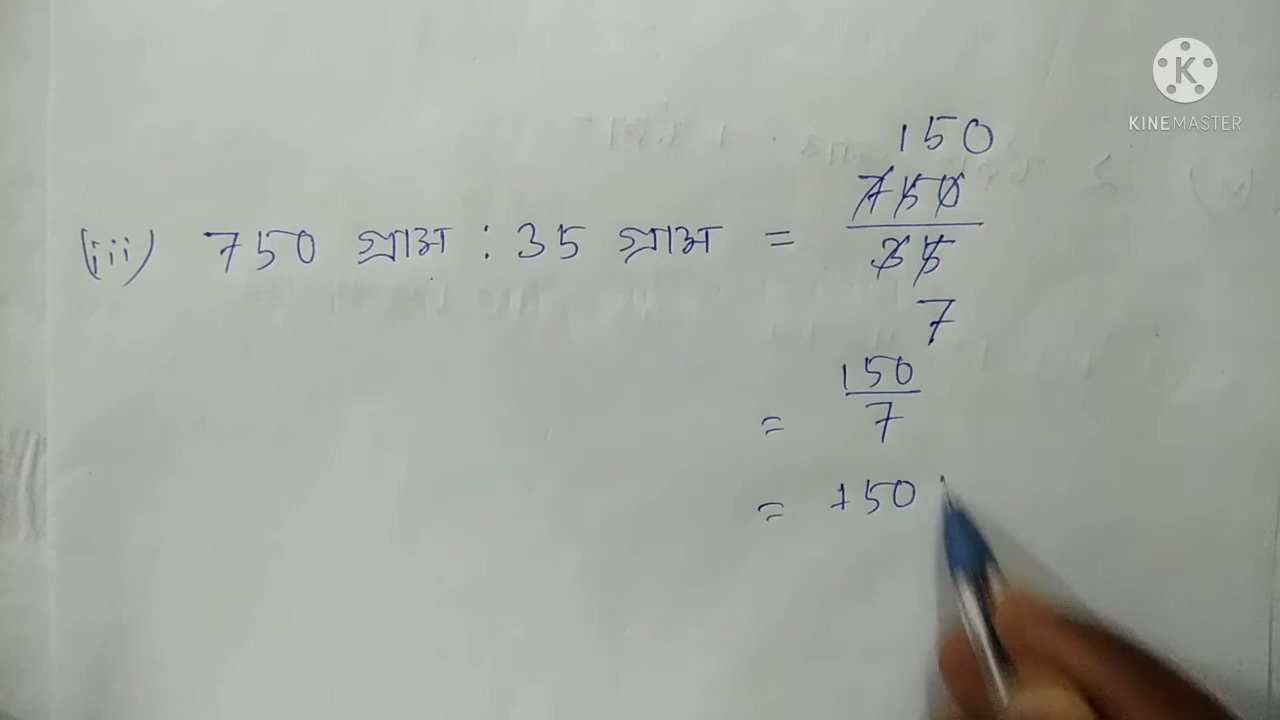 KINEMASTER
150
(iii) 750 গ্ৰাম : 35 গ্ৰাম = 750/35
7
= 150/7
= 150